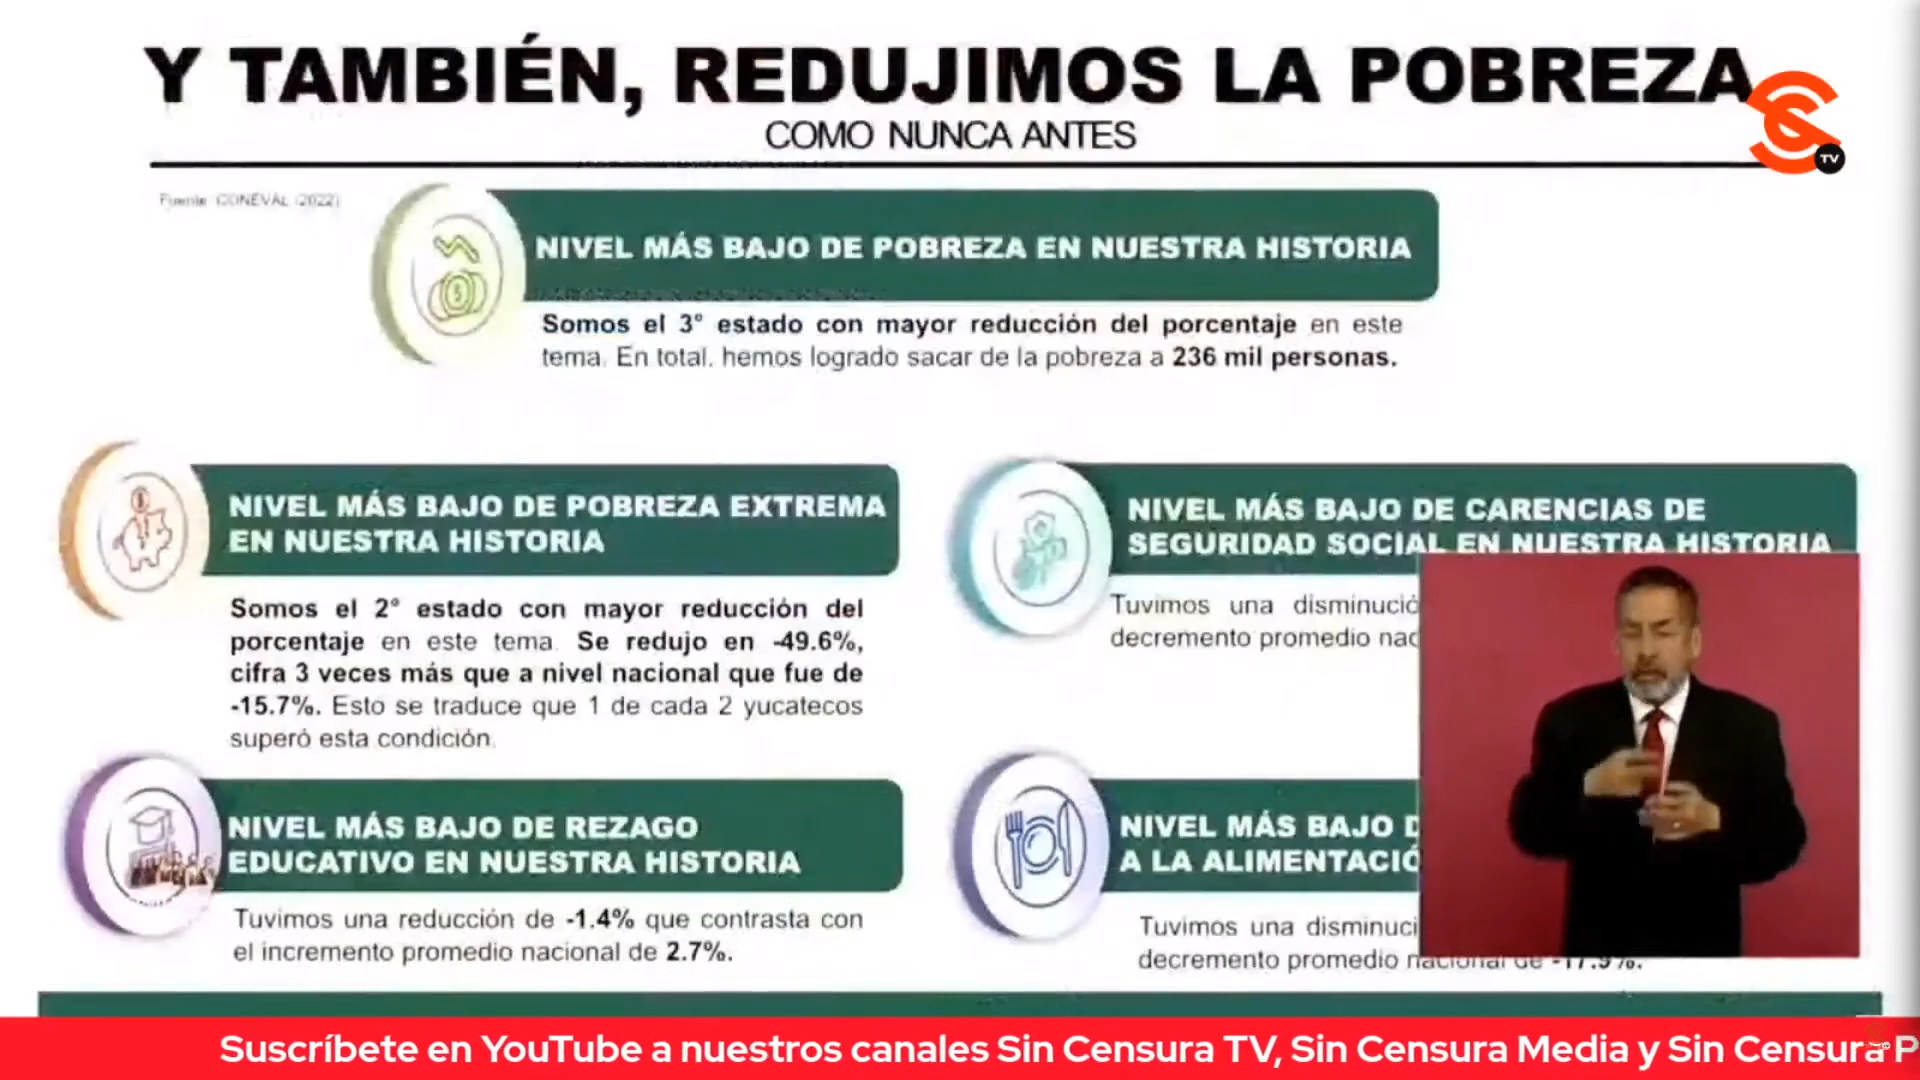 Y TAMBIÉN, REDUJIMOS LA POBREZA
COMO NUNCA ANTES
TV
Fuente: CONEVAL (2022)
NIVEL MÁS BAJO DE POBREZA EN NUESTRA HISTORIA
Somos el 3° estado con mayor reducción del porcentaje en este
tema. En total, hemos logrado sacar de la pobreza a 236 mil personas.
NIVEL MÁS BAJO DE POBREZA EXTREMA
EN NUESTRA HISTORIA
Somos el 2° estado con mayor reducción del
porcentaje en este tema. Se redujo en -49.6%,
cifra 3 veces más que a nivel nacional que fue de
-15.7%. Esto se traduce que 1 de cada 2 yucatecos
superó esta condición.
NIVEL MÁS BAJO DE CARENCIAS DE
SEGURIDAD SOCIAL EN NUESTRA HISTORIA
Tuvimos una disminució
decremento promedio nac
NIVEL MÁS BAJO DE REZAGO
EDUCATIVO EN NUESTRA HISTORIA
Tuvimos una reducción de -1.4% que contrasta con
el incremento promedio nacional de 2.7%.
NIVEL MÁS BAJO D
A LA ALIMENTACIÓ
Tuvimos una disminuci
decremento promedio nacional de -17.9%.
Suscríbete en YouTube a nuestros canales Sin Censura TV, Sin Censura Media y Sin Censura P